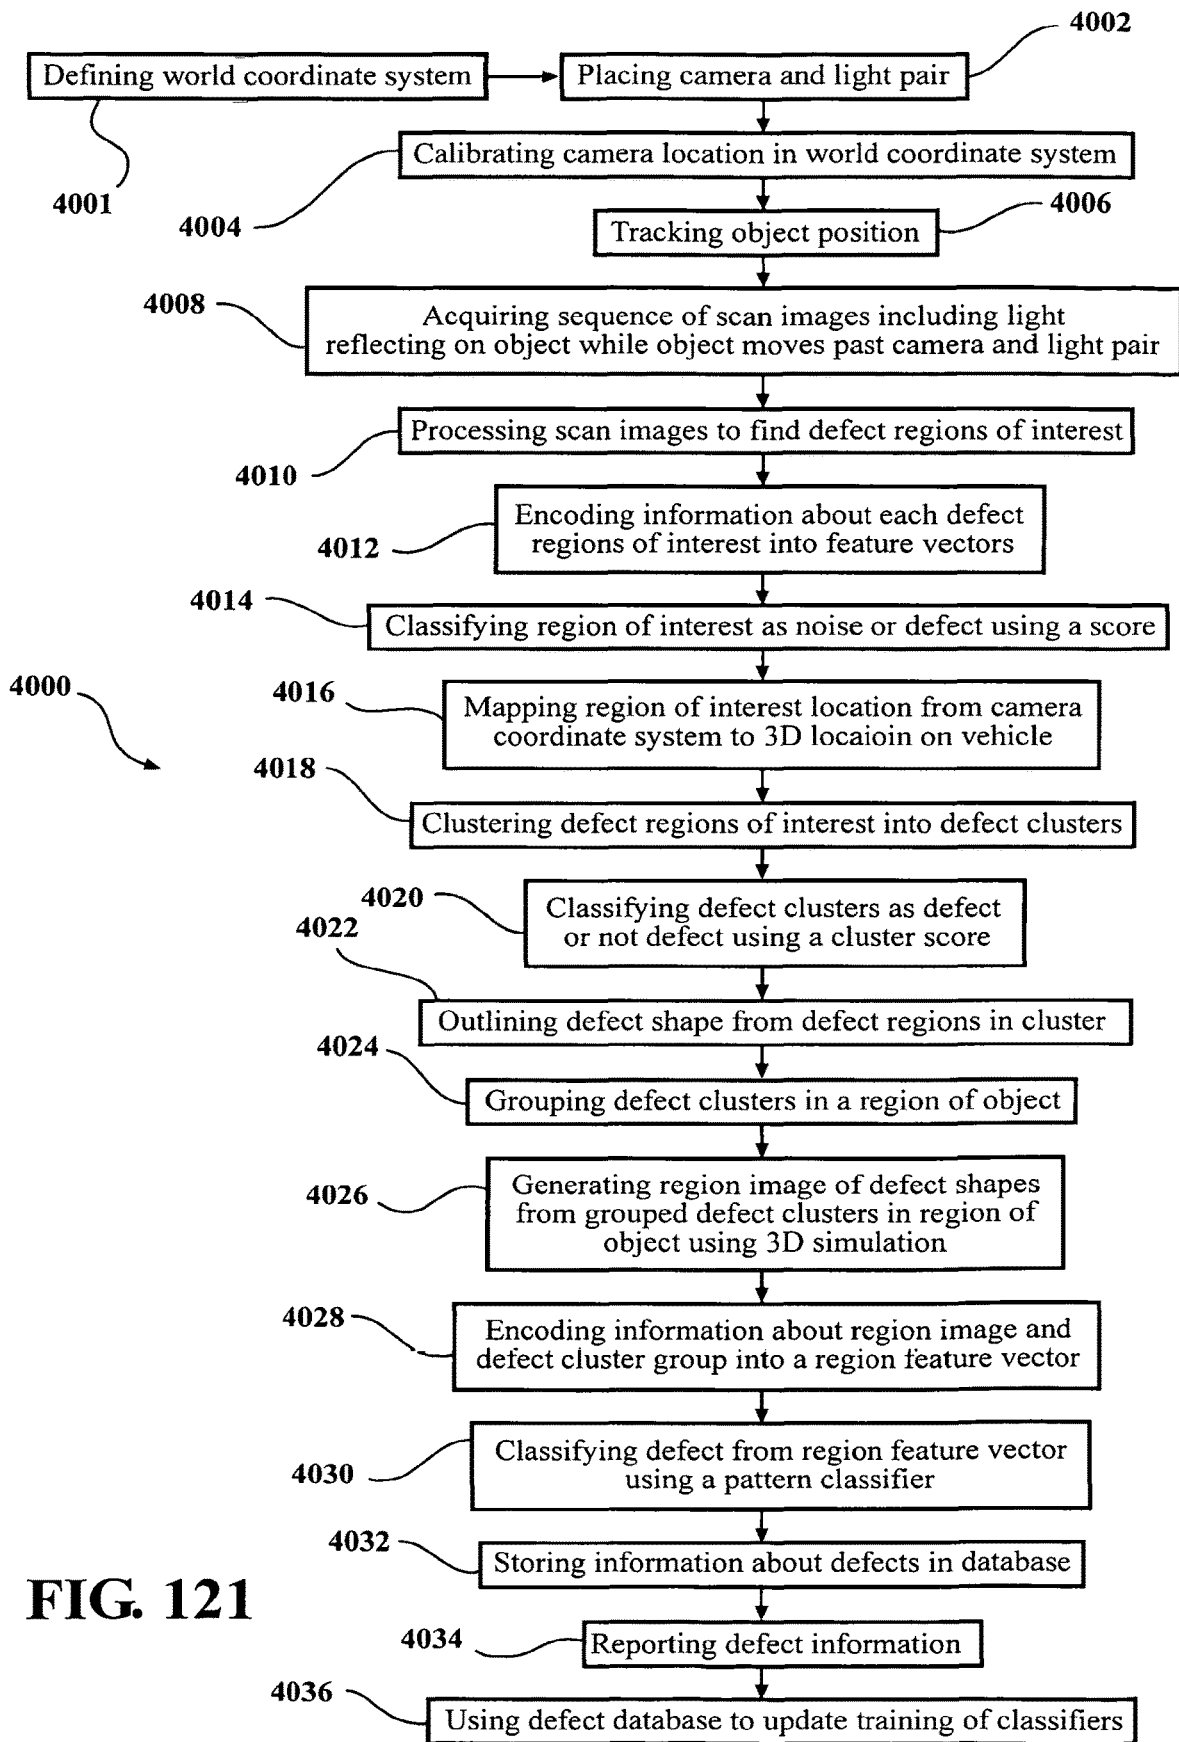 4002
Defining world coordinate system
Placing camera and light pair
4001
Calibrating camera location in world coordinate system
4004
4006
Tracking object position
4008
Acquiring sequence of scan images including light
reflecting on object while object moves past camera and light pair
Processing scan images to find defect regions of interest
4010
Encoding information about each defect
regions of interest into feature vectors
4012
4014
Classifying region of interest as noise or defect using a score
4000
4016
Mapping region of interest location from camera
coordinate system to 3D locaioin on vehicle
4018
Clustering defect regions of interest into defect clusters
4020
Classifying defect clusters as defect
or not defect using a cluster score
4022
Outlining defect shape from defect regions in cluster
4024
Grouping defect clusters in a region of object
4026
Generating region image of defect shapes
from grouped defect clusters in region of
object using 3D simulation
4028
Encoding information about region image and
defect cluster group into a region feature vector
4030
Classifying defect from region feature vector
using a pattern classifier
4032
Storing information about defects in database
FIG. 121
4034
Reporting defect information
4036
Using defect database to update training of classifiers